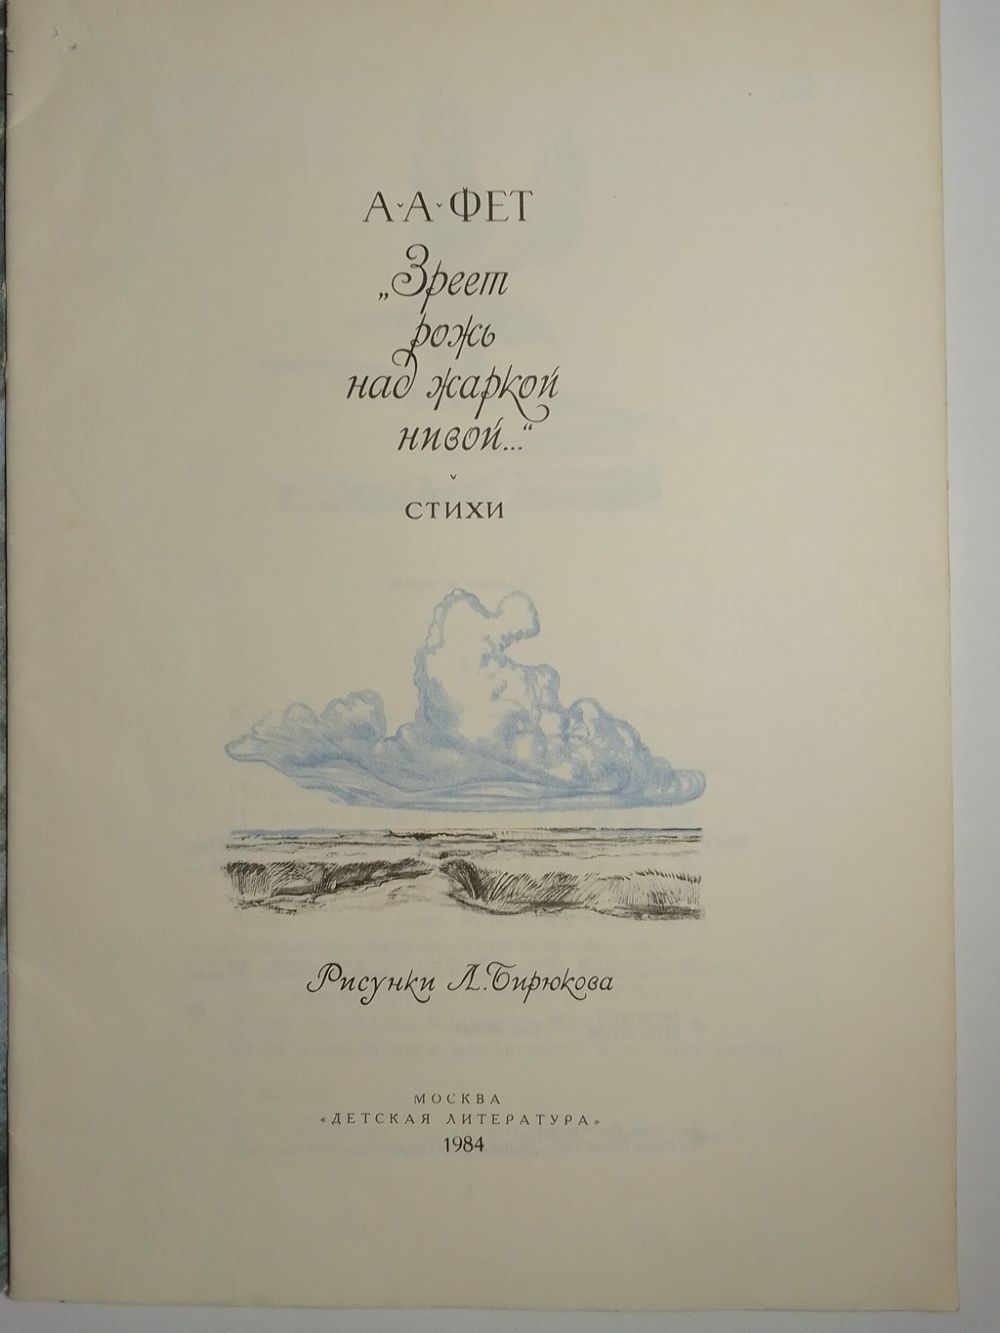 А. А. ФЕТ
„Зреет
рожь
над жаркой
нивой...“
СТИХИ
Рисунки Л. Бирюкова
МОСКВА
«ДЕТСКАЯ ЛИТЕРАТУРА»
1984